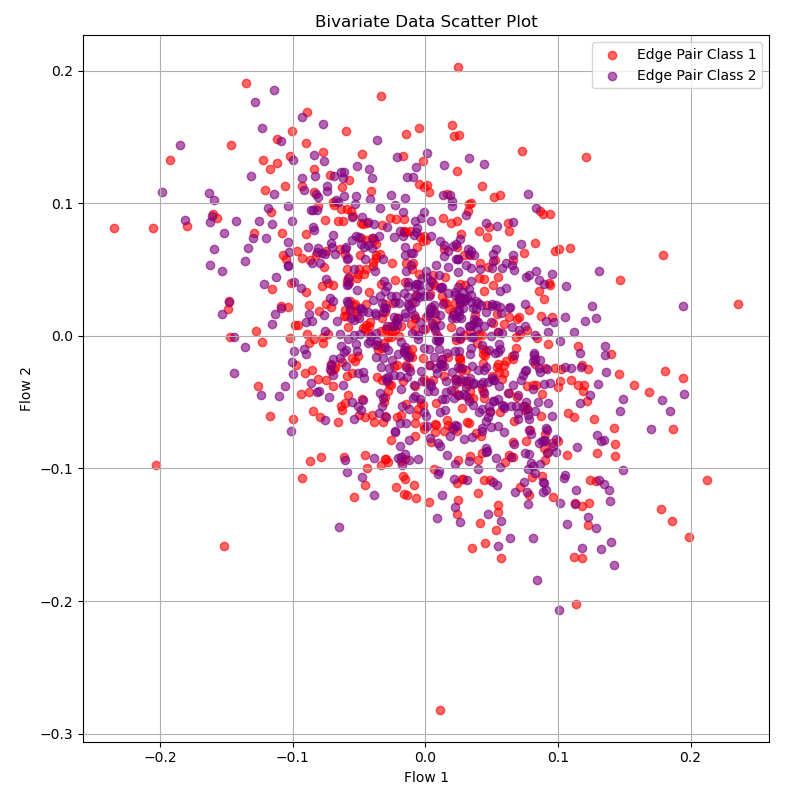 Bivariate Data Scatter Plot
Edge Pair Class 1
Edge Pair Class 2
0.2
0.1
0.0
−0.1
−0.2
−0.3
Flow 2
−0.2
−0.1
0.0
0.1
0.2
Flow 1